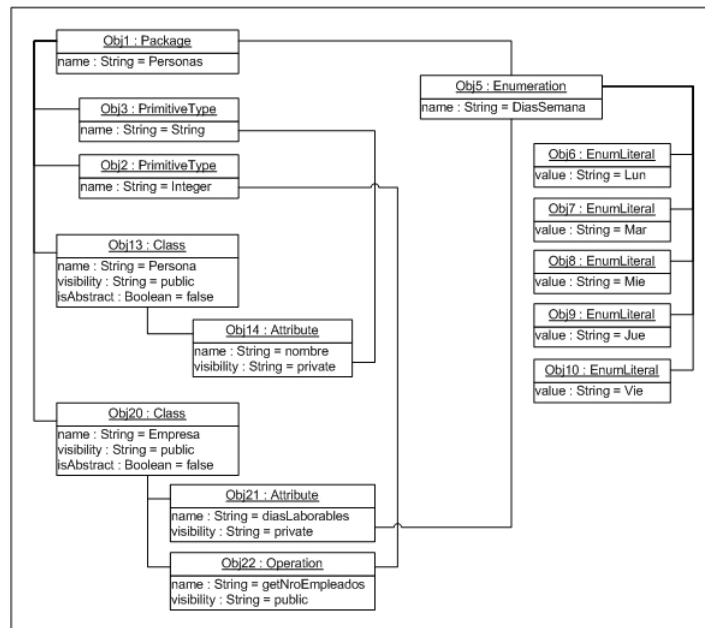 Obj1 : Package
name : String = Personas
Obj5 : Enumeration
name : String = DiasSemana
Obj3 : PrimitiveType
name : String = String
Obj2 : PrimitiveType
name : String = Integer
Obj6 : EnumLiteral
value : String = Lun
Obj7 : EnumLiteral
value : String = Mar
Obj8 : EnumLiteral
value : String = Mie
Obj9 : EnumLiteral
value : String = Jue
Obj10 : EnumLiteral
value : String = Vie
Obj13 : Class
name : String = Persona
visibility : String = public
isAbstract : Boolean = false
Obj14 : Attribute
name : String = nombre
visibility : String = private
Obj20 : Class
name : String = Empresa
visibility : String = public
isAbstract : Boolean = false
Obj21 : Attribute
name : String = diasLaborables
visibility : String = private
Obj22 : Operation
name : String = getNroEmpleados
visibility : String = public